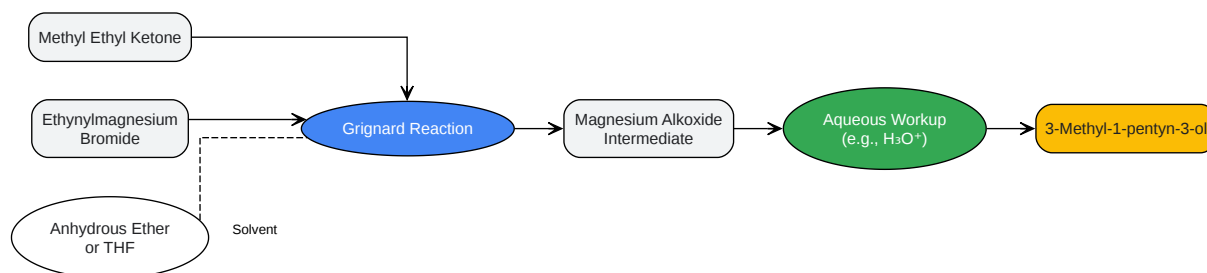 Methyl Ethyl Ketone
Ethynylmagnesium
Bromide
Grignard Reaction
Magnesium Alkoxide
Intermediate
Aqueous Workup
(e.g., H₃O⁺)
3-Methyl-1-pentyn-3-ol
Anhydrous Ether
or THF
Solvent